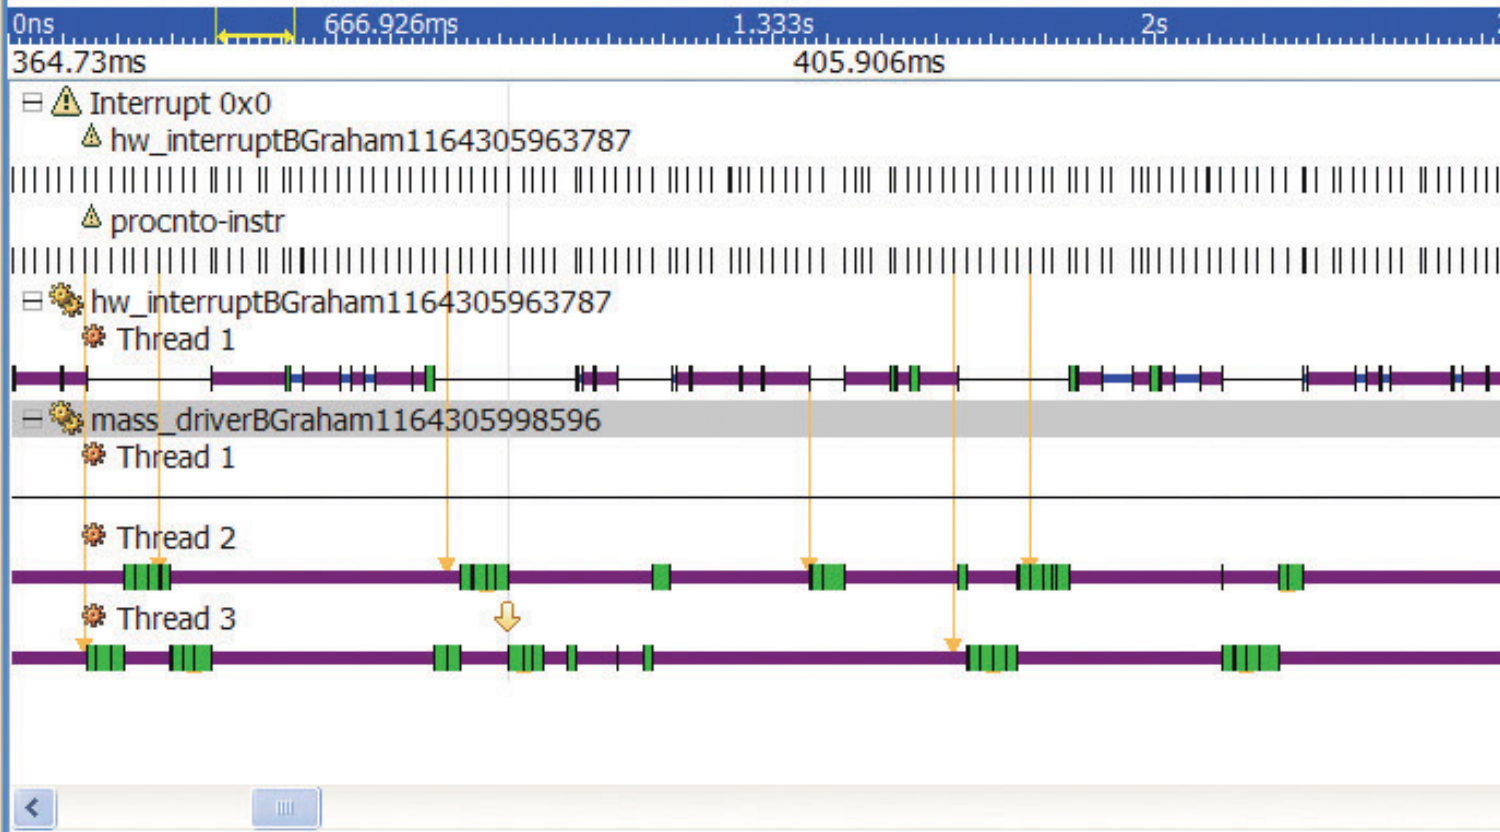 0ns 666.926ms 1.333s 2s
364.73ms 405.906ms
Interrupt 0x0
hw_interruptBGraham1164305963787
procnto-instr
hw_interruptBGraham1164305963787
Thread 1
mass_driverBGraham1164305998596
Thread 1
Thread 2
Thread 3